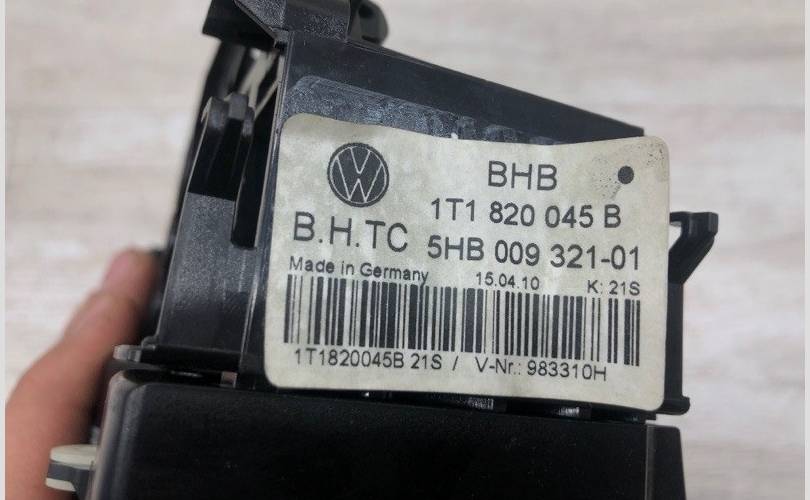 BHB
1T1 820 045 B
B.H.TC 5HB 009 321-01
Made in Germany 15.04.10 K: 21S
1T1820045B 21S / V-Nr.: 983310H